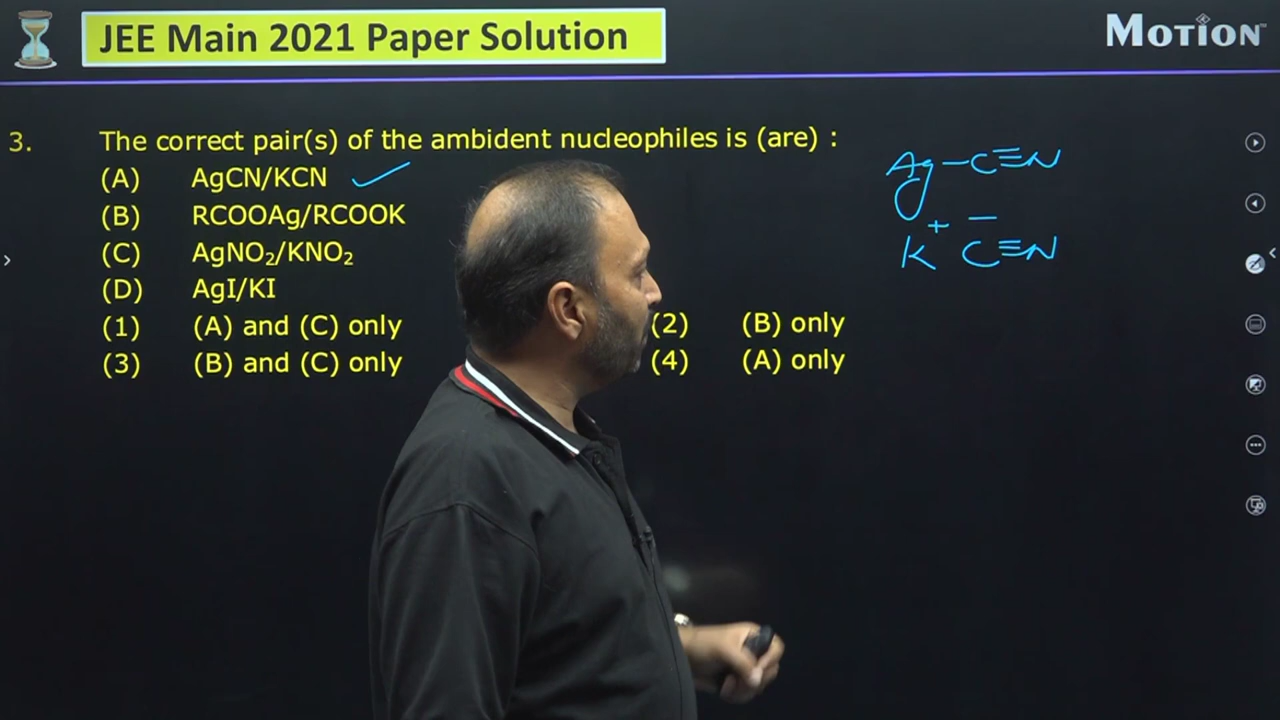 JEE Main 2021 Paper Solution
MOTION
3. The correct pair(s) of the ambident nucleophiles is (are) :
(A) AgCN/KCN
(B) RCOOAg/RCOOK
(C) AgNO₂/KNO₂
(D) AgI/KI
(1) (A) and (C) only (2) (B) only
(3) (B) and (C) only (4) (A) only
Ag–C≡N
K⁺ C⁻≡N